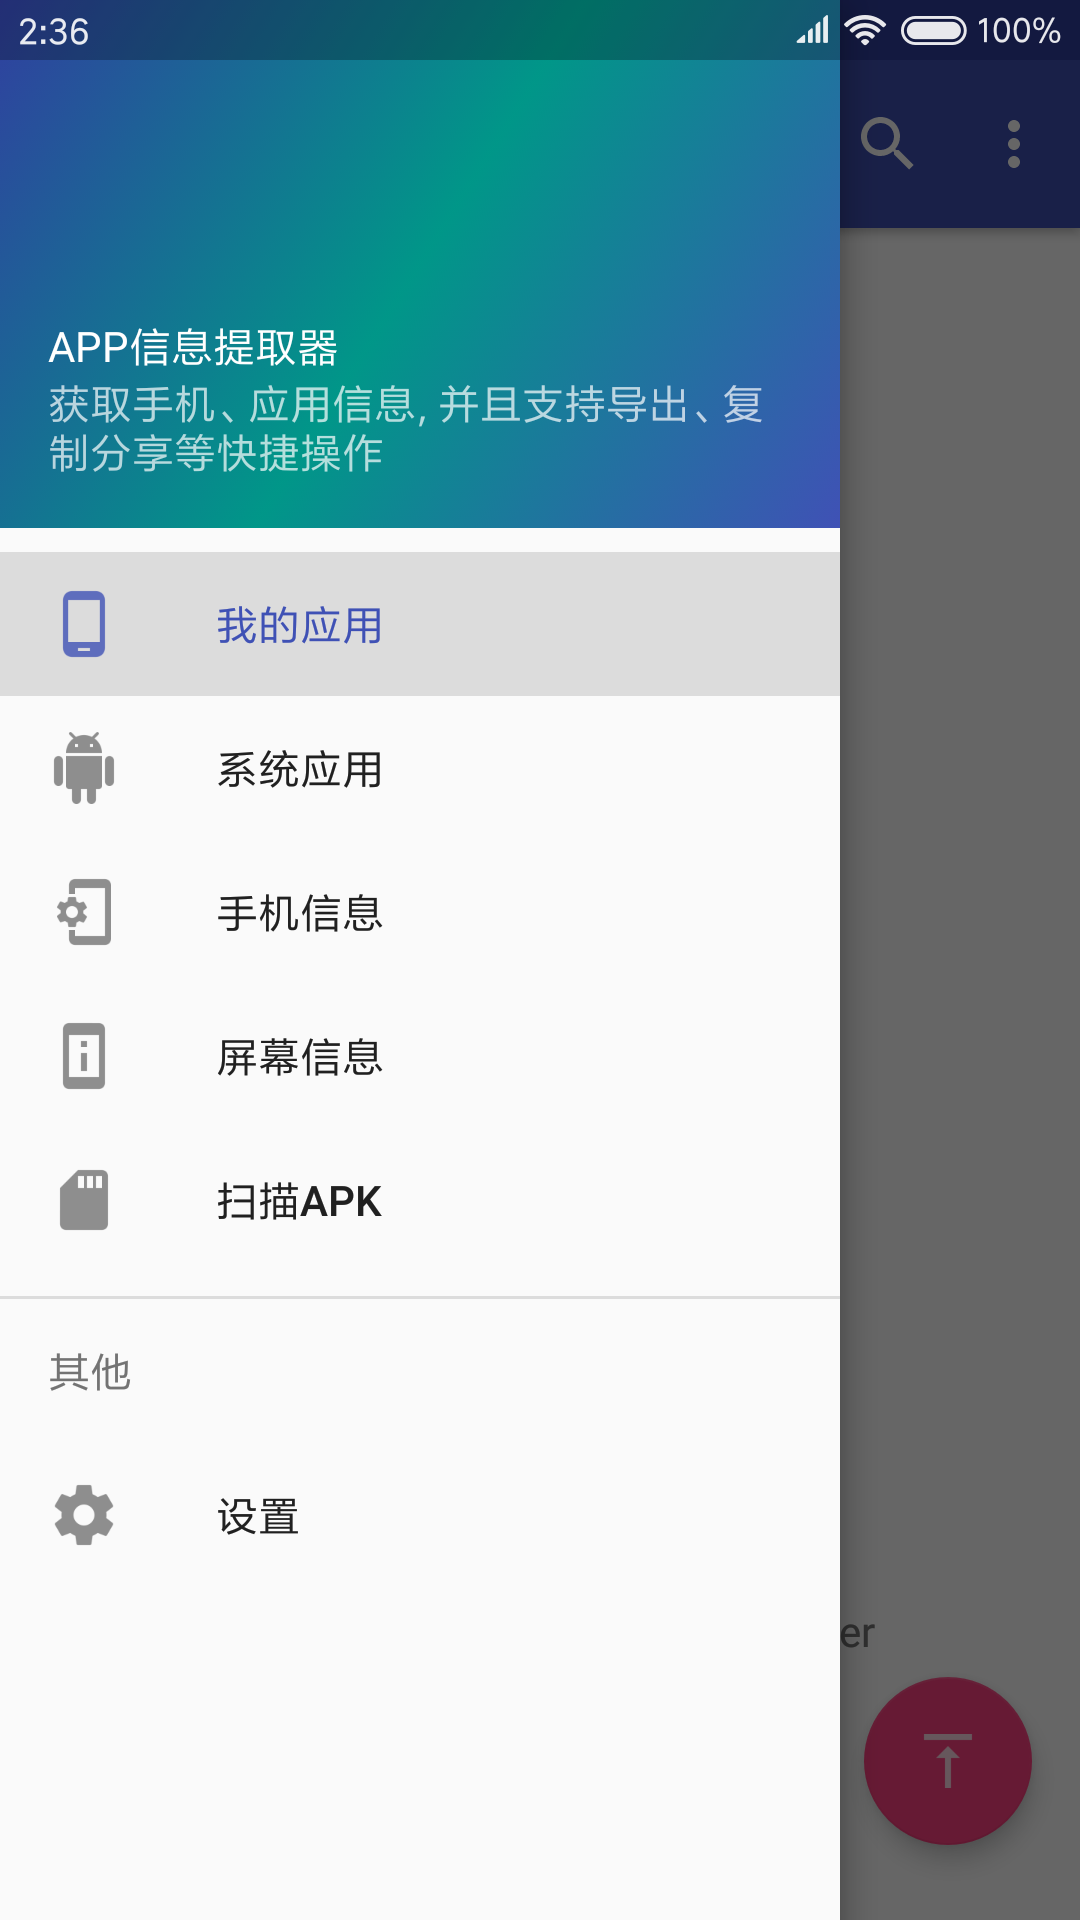 2:36
100%
APP信息提取器
获取手机、应用信息, 并且支持导出、复
制分享等快捷操作
我的应用
系统应用
手机信息
屏幕信息
扫描APK
其他
设置
er